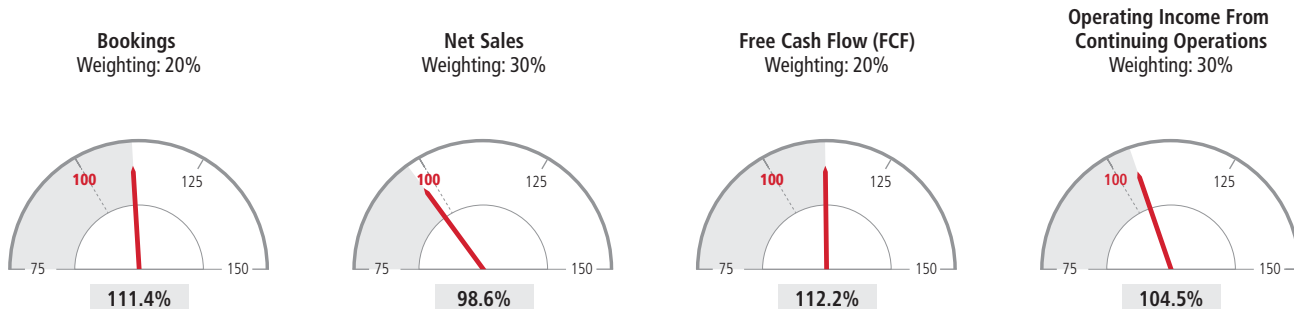 Bookings
Weighting: 20%
100
125
75
150
111.4%
Net Sales
Weighting: 30%
100
125
75
150
98.6%
Free Cash Flow (FCF)
Weighting: 20%
100
125
75
150
112.2%
Operating Income From
Continuing Operations
Weighting: 30%
100
125
75
150
104.5%